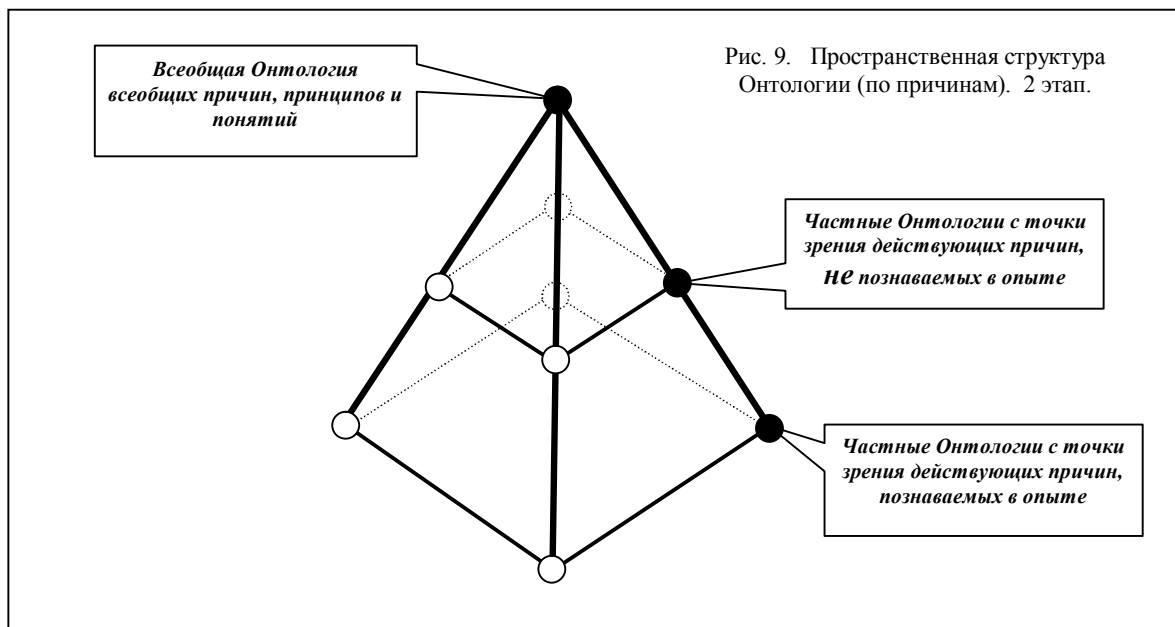 Рис. 9. Пространственная структура
Онтологии (по причинам). 2 этап.
Всеобщая Онтология
всеобщих причин, принципов и
понятий
Частные Онтологии с точки
зрения действующих причин,
не познаваемых в опыте
Частные Онтологии с точки
зрения действующих причин,
познаваемых в опыте